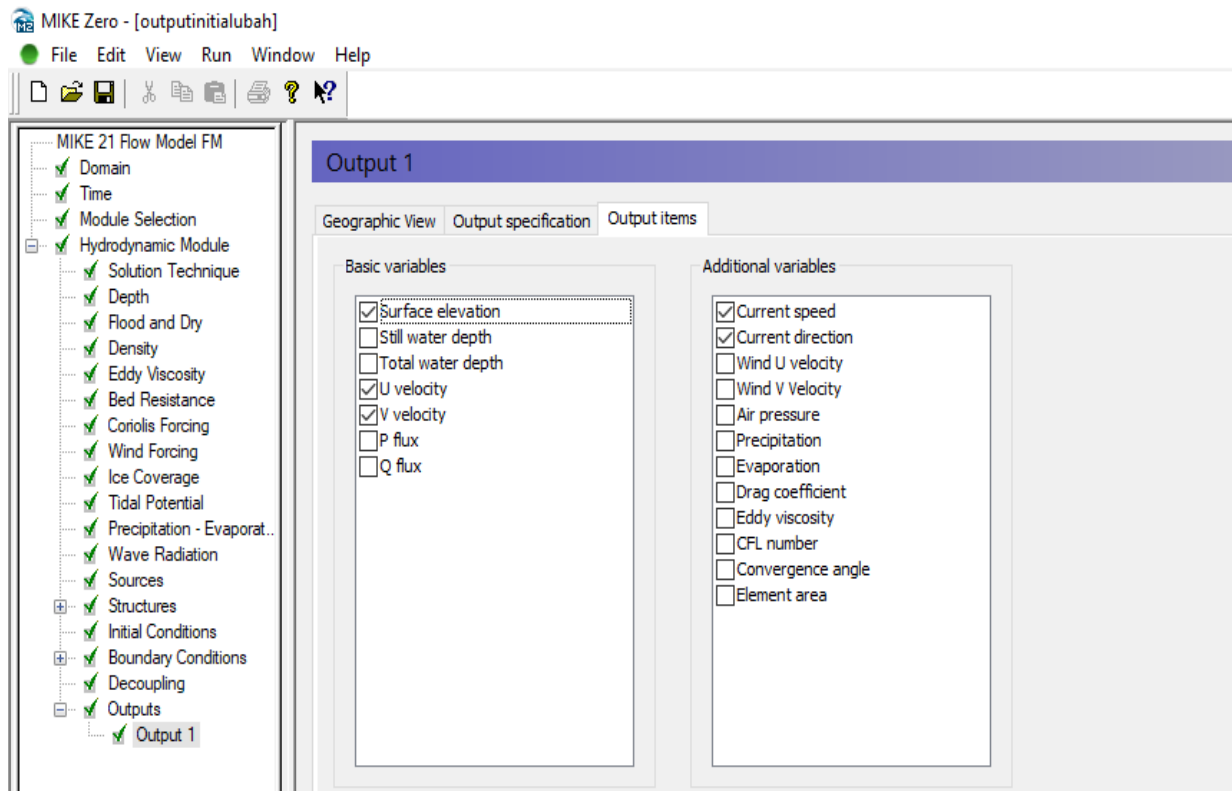 MIKE Zero - [outputinitialubah]
File Edit View Run Window Help
MIKE 21 Flow Model FM
Domain
Time
Module Selection
Hydrodynamic Module
Solution Technique
Depth
Flood and Dry
Density
Eddy Viscosity
Bed Resistance
Coriolis Forcing
Wind Forcing
Ice Coverage
Tidal Potential
Precipitation - Evaporat..
Wave Radiation
Sources
Structures
Initial Conditions
Boundary Conditions
Decoupling
Outputs
Output 1
Output 1
Geographic View Output specification Output items
Basic variables
Surface elevation
Still water depth
Total water depth
U velocity
V velocity
P flux
Q flux
Additional variables
Current speed
Current direction
Wind U velocity
Wind V Velocity
Air pressure
Precipitation
Evaporation
Drag coefficient
Eddy viscosity
CFL number
Convergence angle
Element area